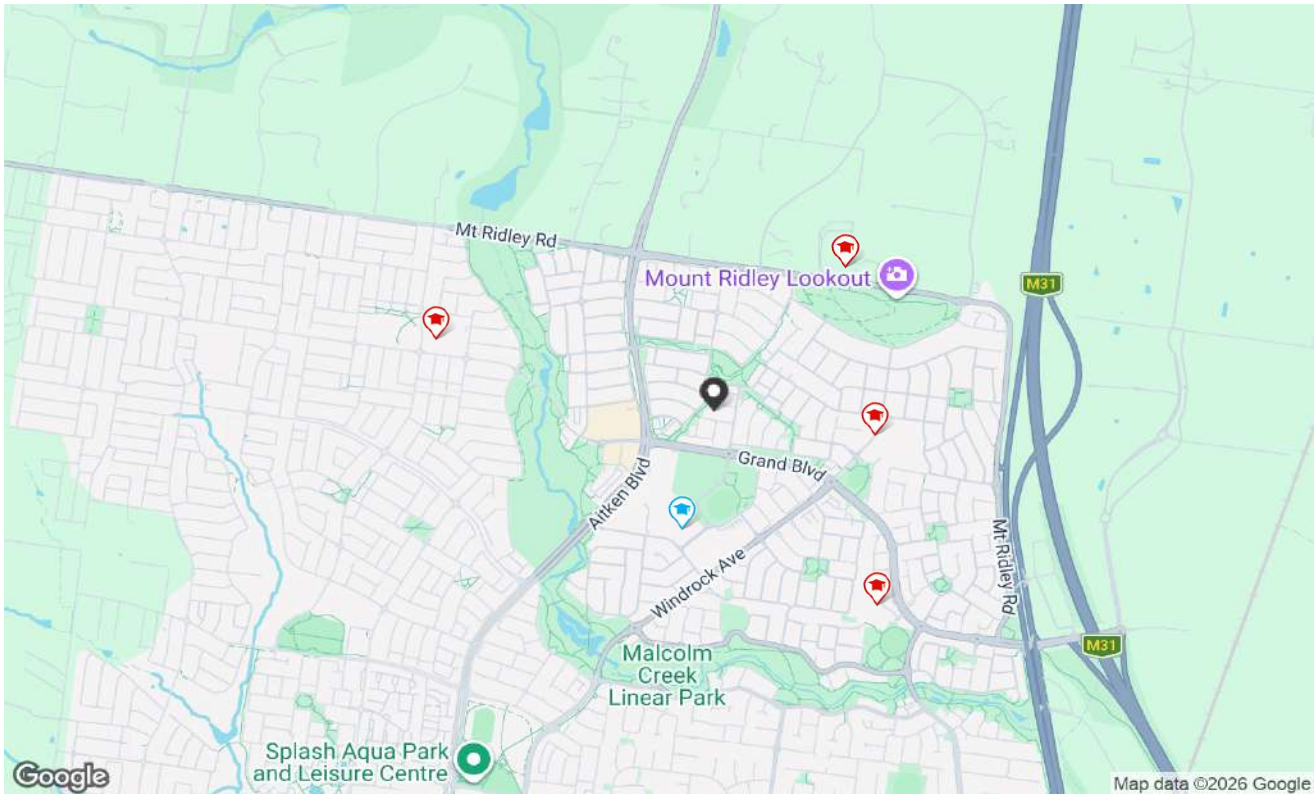 Mt Ridley Rd
Mount Ridley Lookout
M31
Grand Blvd
Aitken Blvd
Windrock Ave
Mt Ridley Rd
M31
Malcolm
Creek
Linear Park
Splash Aqua Park
and Leisure Centre
Google
Map data ©2026 Google